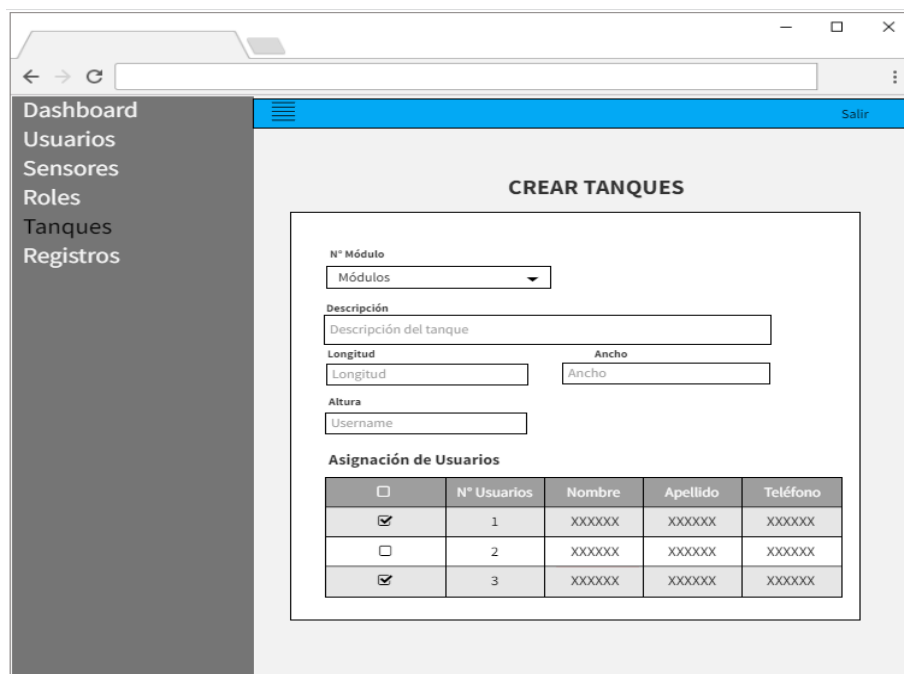 Dashboard
Usuarios
Sensores
Roles
Tanques
Registros
Salir
CREAR TANQUES
N° Módulo
Módulos
Descripción
Descripción del tanque
Longitud Ancho
Longitud Ancho
Altura
Username
Asignación de Usuarios
N° Usuarios Nombre Apellido Teléfono
1 XXXXXX XXXXXX XXXXXX
2 XXXXXX XXXXXX XXXXXX
3 XXXXXX XXXXXX XXXXXX